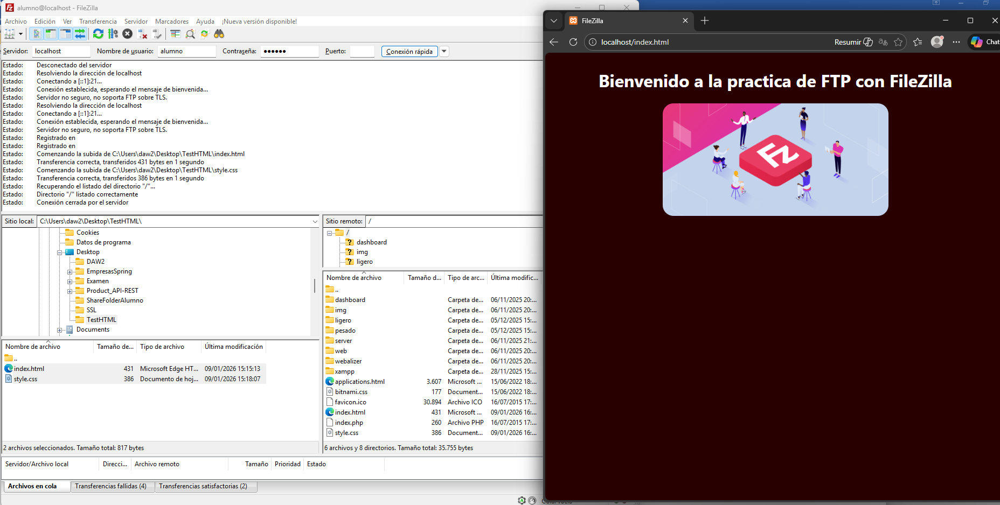 alumno@localhost - FileZilla
Archivo Edición Ver Transferencia Servidor Marcadores Ayuda ¡Nueva versión disponible!
Servidor: localhost Nombre de usuario: alumno Contraseña: ●●●●●● Puerto: Conexión rápida
Estado: Desconectado del servidor
Estado: Resolviendo la dirección de localhost
Estado: Conectando a [::1]:21...
Estado: Conexión establecida, esperando el mensaje de bienvenida...
Estado: Servidor no seguro, no soporta FTP sobre TLS.
Estado: Resolviendo la dirección de localhost
Estado: Conectando a [::1]:21...
Estado: Conexión establecida, esperando el mensaje de bienvenida...
Estado: Servidor no seguro, no soporta FTP sobre TLS.
Estado: Registrado en
Estado: Registrado en
Estado: Comenzando la subida de C:\Users\daw2\Desktop\TestHTML\index.html
Estado: Transferencia correcta, transferidos 431 bytes en 1 segundo
Estado: Comenzando la subida de C:\Users\daw2\Desktop\TestHTML\style.css
Estado: Transferencia correcta, transferidos 386 bytes en 1 segundo
Estado: Recuperando el listado del directorio "/"...
Estado: Directorio "/" listado correctamente
Estado: Conexión cerrada por el servidor
Sitio local: C:\Users\daw2\Desktop\TestHTML\
Cookies
Datos de programa
Desktop
DAW2
EmpresasSpring
Examen
Product_API-REST
ShareFolderAlumno
SSL
TestHTML
Documents
Nombre de archivo Tamaño de... Tipo de archivo Última modificación
..
index.html 431 Microsoft Edge HT... 09/01/2026 15:15:13
style.css 386 Documento de hoj... 09/01/2026 15:18:07
2 archivos seleccionados. Tamaño total: 817 bytes
Sitio remoto: /
/
dashboard
img
ligero
Nombre de archivo Tamaño d... Tipo de arc... Última modific...
..
dashboard Carpeta de... 06/11/2025 20:...
img Carpeta de... 06/11/2025 20:...
ligero Carpeta de... 05/12/2025 15:...
pesado Carpeta de... 05/12/2025 15:...
server Carpeta de... 06/11/2025 21:...
web Carpeta de... 06/11/2025 20:...
webalizer Carpeta de... 06/11/2025 20:...
xampp Carpeta de... 28/11/2025 15:...
applications.html 3.607 Microsoft ... 15/06/2022 18:...
bitnami.css 177 Document... 15/06/2022 18:...
favicon.ico 30.894 Archivo ICO 16/07/2015 17:...
index.html 431 Microsoft ... 09/01/2026 16:...
index.php 260 Archivo PHP 16/07/2015 17:...
style.css 386 Document... 09/01/2026 16:...
6 archivos y 8 directorios. Tamaño total: 35.755 bytes
Servidor/Archivo local Direcci... Archivo remoto Tamaño Prioridad Estado
Archivos en cola Transferencias fallidas (4) Transferencias satisfactorias (2)
FileZilla
localhost/index.html Resumir Chat
Bienvenido a la practica de FTP con FileZilla
Fz